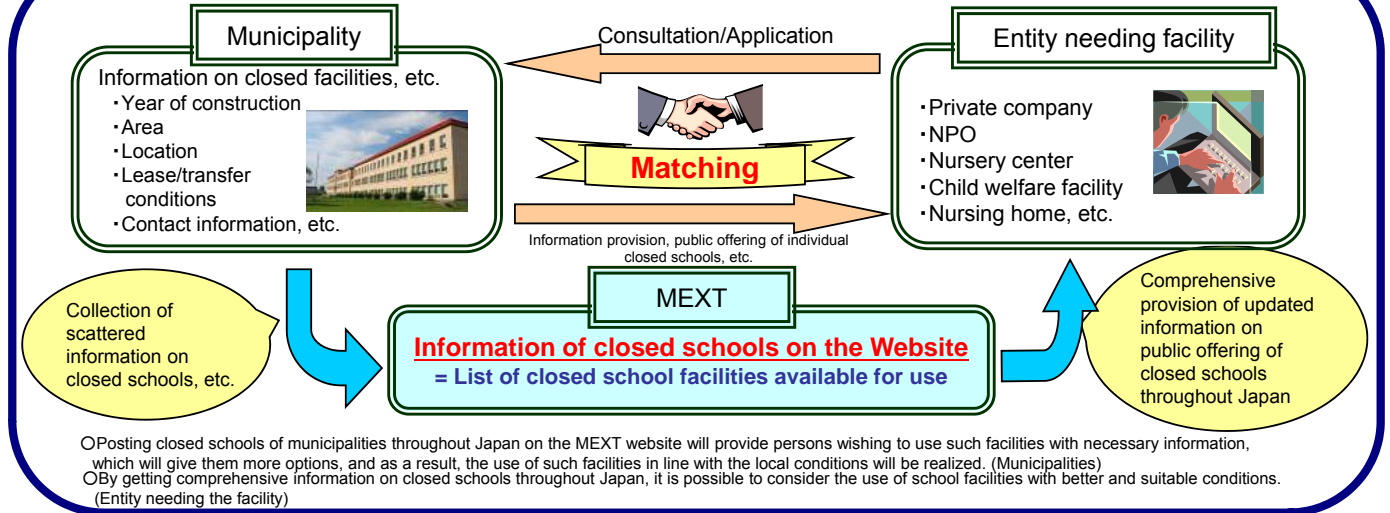 Municipality
Information on closed facilities, etc.
・Year of construction
・Area
・Location
・Lease/transfer
conditions
・Contact information, etc.
Consultation/Application
Matching
Information provision, public offering of individual
closed schools, etc.
Entity needing facility
・Private company
・NPO
・Nursery center
・Child welfare facility
・Nursing home, etc.
Collection of
scattered
information on
closed schools, etc.
MEXT
Information of closed schools on the Website
= List of closed school facilities available for use
Comprehensive
provision of updated
information on
public offering of
closed schools
throughout Japan
○Posting closed schools of municipalities throughout Japan on the MEXT website will provide persons wishing to use such facilities with necessary information,
which will give them more options, and as a result, the use of such facilities in line with the local conditions will be realized. (Municipalities)
○By getting comprehensive information on closed schools throughout Japan, it is possible to consider the use of school facilities with better and suitable conditions.
(Entity needing the facility)